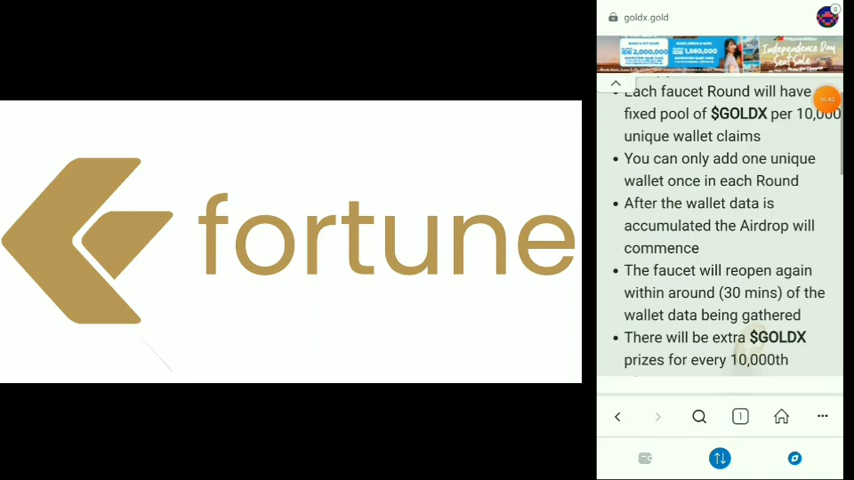 fortune
goldx.gold
Independence Day
Seat Sale
Each faucet Round will have
fixed pool of $GOLDX per 10,000
unique wallet claims
You can only add one unique
wallet once in each Round
After the wallet data is
accumulated the Airdrop will
commence
The faucet will reopen again
within around (30 mins) of the
wallet data being gathered
There will be extra $GOLDX
prizes for every 10,000th
1